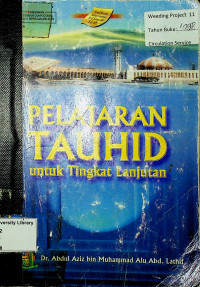 Weeding Project 11
Tahun Buku: 1998
Circulation Service
PELAJARAN
TAUHID
untuk Tingkat Lanjutan
Dr. Abdul Aziz bin Muhammad Alu Abd. Lathif
versity Library